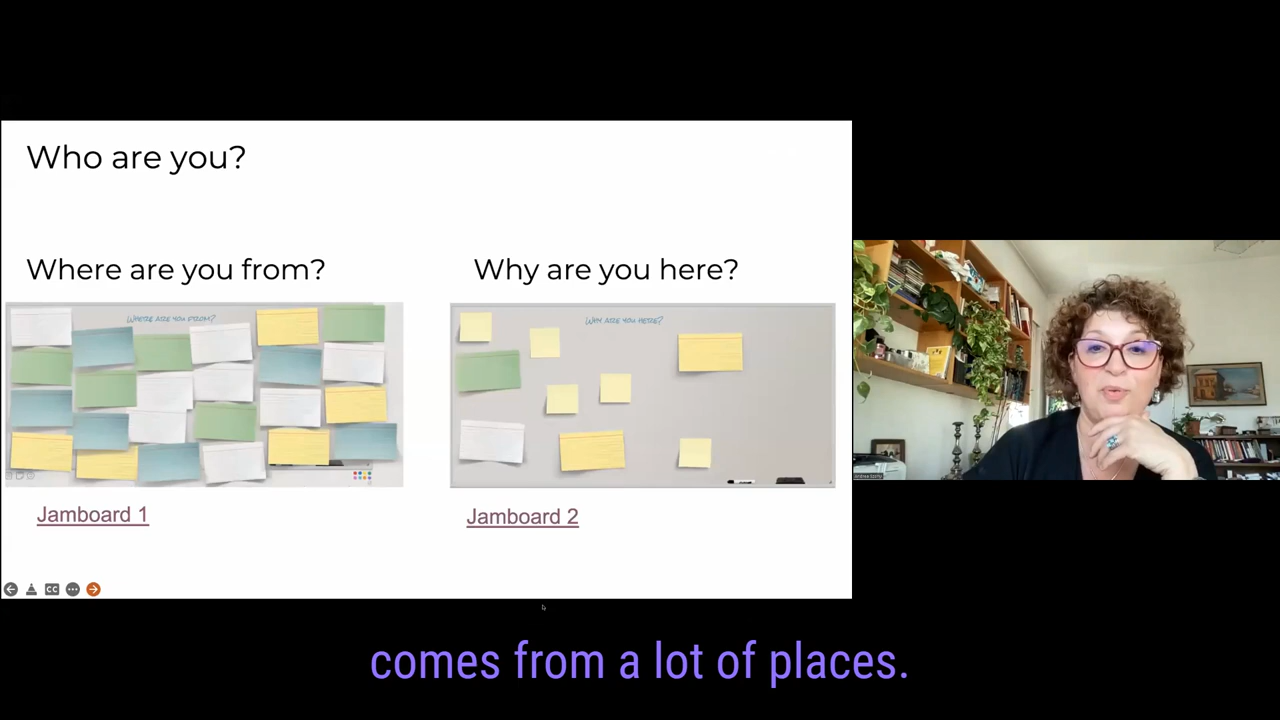 Who are you?
Where are you from?
Why are you here?
WHERE ARE YOU FROM?
WHY ARE YOU HERE?
Jamboard 1
Jamboard 2
CC
comes from a lot of places.